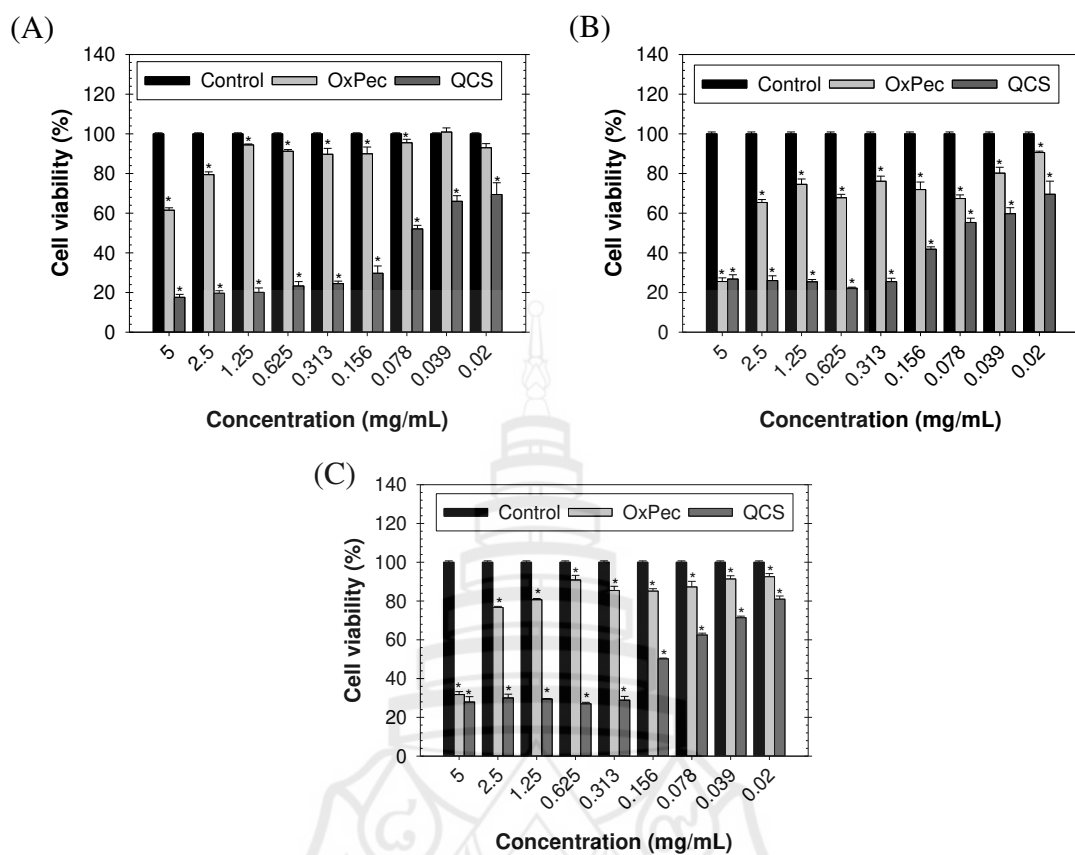 (A)
140
120
100
80
60
40
20
0
Cell viability (%)
Control OxPec QCS
* * * * * * *
* * * * * * * * *
5 2.5 1.25 0.625 0.313 0.156 0.078 0.039 0.02
Concentration (mg/mL)
(B)
140
120
100
80
60
40
20
0
Cell viability (%)
Control OxPec QCS
* * * * * * * * *
* * * * * * * * *
5 2.5 1.25 0.625 0.313 0.156 0.078 0.039 0.02
Concentration (mg/mL)
(C)
140
120
100
80
60
40
20
0
Cell viability (%)
Control OxPec QCS
* * * * * * * * *
* * * * * * * * *
5 2.5 1.25 0.625 0.313 0.156 0.078 0.039 0.02
Concentration (mg/mL)